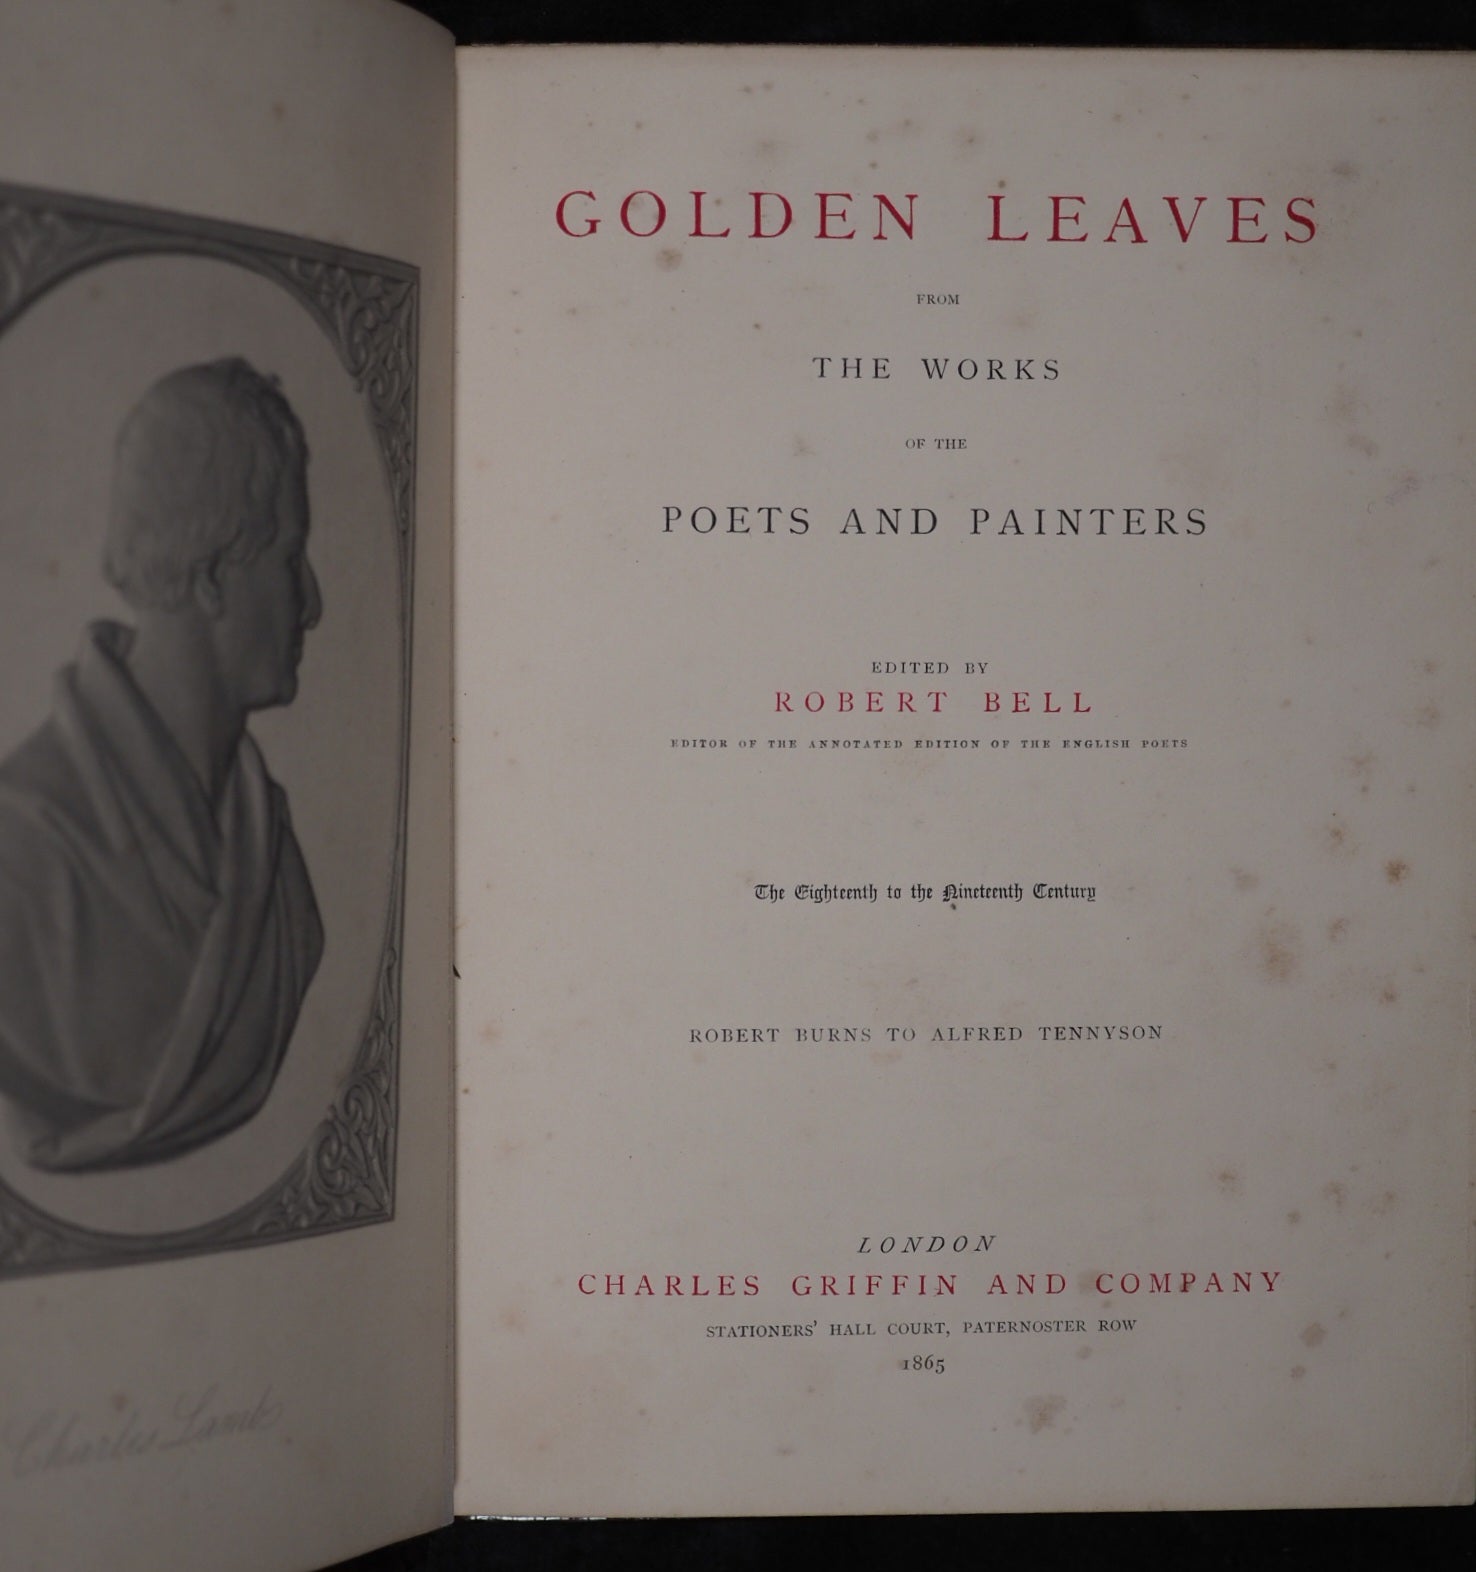 Charles Lamb
GOLDEN LEAVES
FROM
THE WORKS
OF THE
POETS AND PAINTERS
EDITED BY
ROBERT BELL
EDITOR OF THE ANNOTATED EDITION OF THE ENGLISH POETS
The Eighteenth to the Nineteenth Century
ROBERT BURNS TO ALFRED TENNYSON
LONDON
CHARLES GRIFFIN AND COMPANY
STATIONERS' HALL COURT, PATERNOSTER ROW
1865